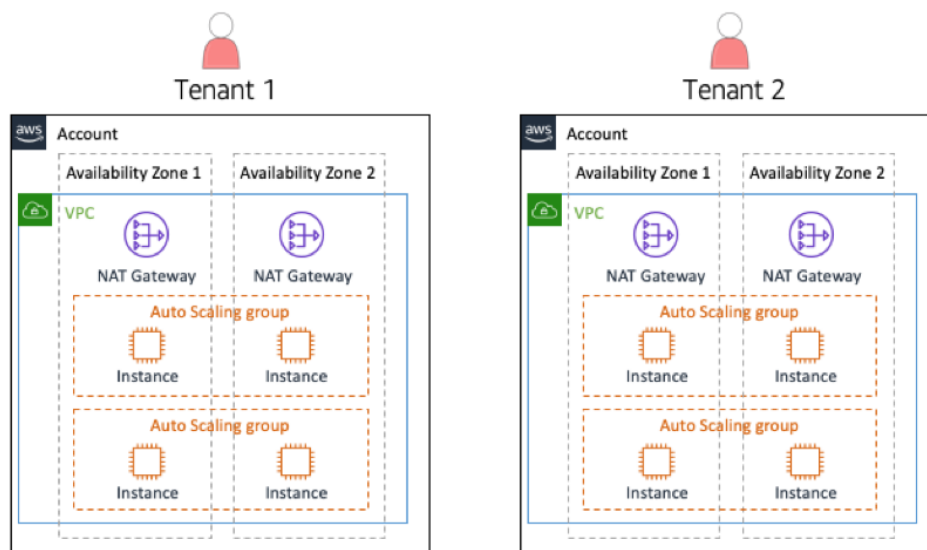 Tenant 1
aws
Account
Availability Zone 1
Availability Zone 2
VPC
NAT Gateway
NAT Gateway
Auto Scaling group
Instance
Instance
Auto Scaling group
Instance
Instance
Tenant 2
aws
Account
Availability Zone 1
Availability Zone 2
VPC
NAT Gateway
NAT Gateway
Auto Scaling group
Instance
Instance
Auto Scaling group
Instance
Instance